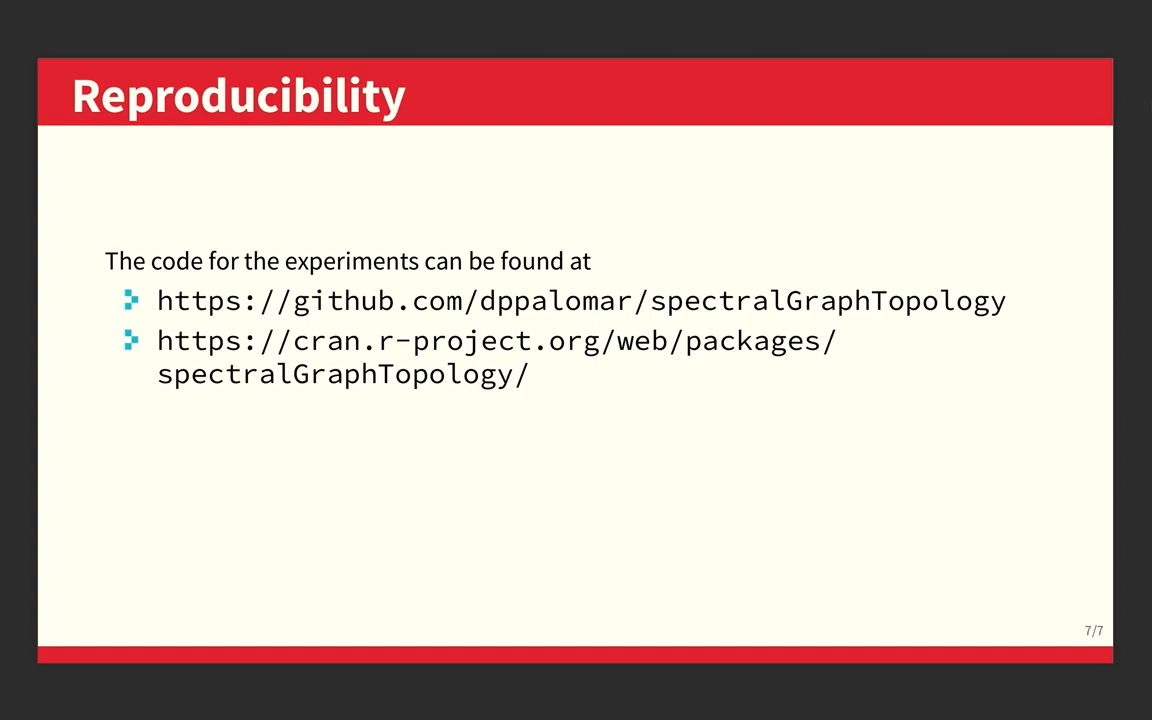 Reproducibility
The code for the experiments can be found at
https://github.com/dppalomar/spectralGraphTopology
https://cran.r-project.org/web/packages/
spectralGraphTopology/
7/7